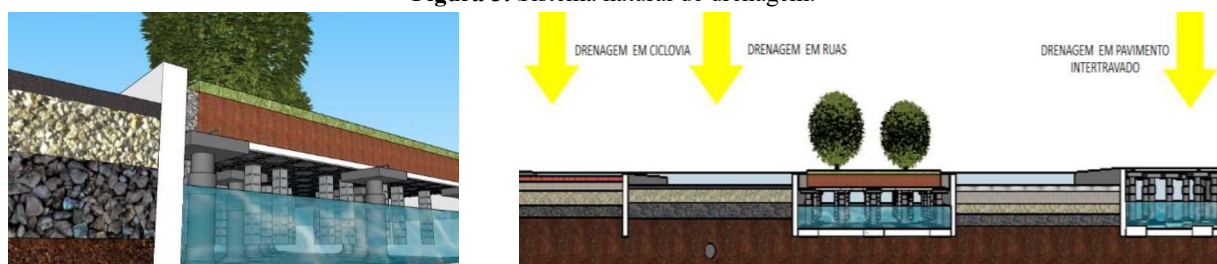 Figura 3: Sistema natural de drenagem.
DRENAGEM EM CICLOVIA
DRENAGEM EM RUAS
DRENAGEM EM PAVIMENTO
INTERTRAVADO